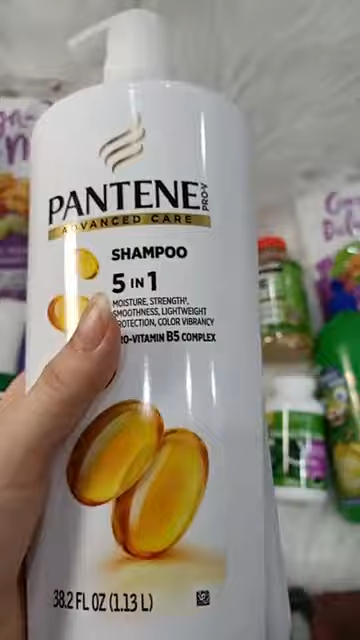 PANTENE
PRO-V
ADVANCED CARE
SHAMPOO
5 IN 1
MOISTURE, STRENGTH†,
SMOOTHNESS, LIGHTWEIGHT
PROTECTION, COLOR VIBRANCY
RO-VITAMIN B5 COMPLEX
38.2 FL OZ (1.13 L)